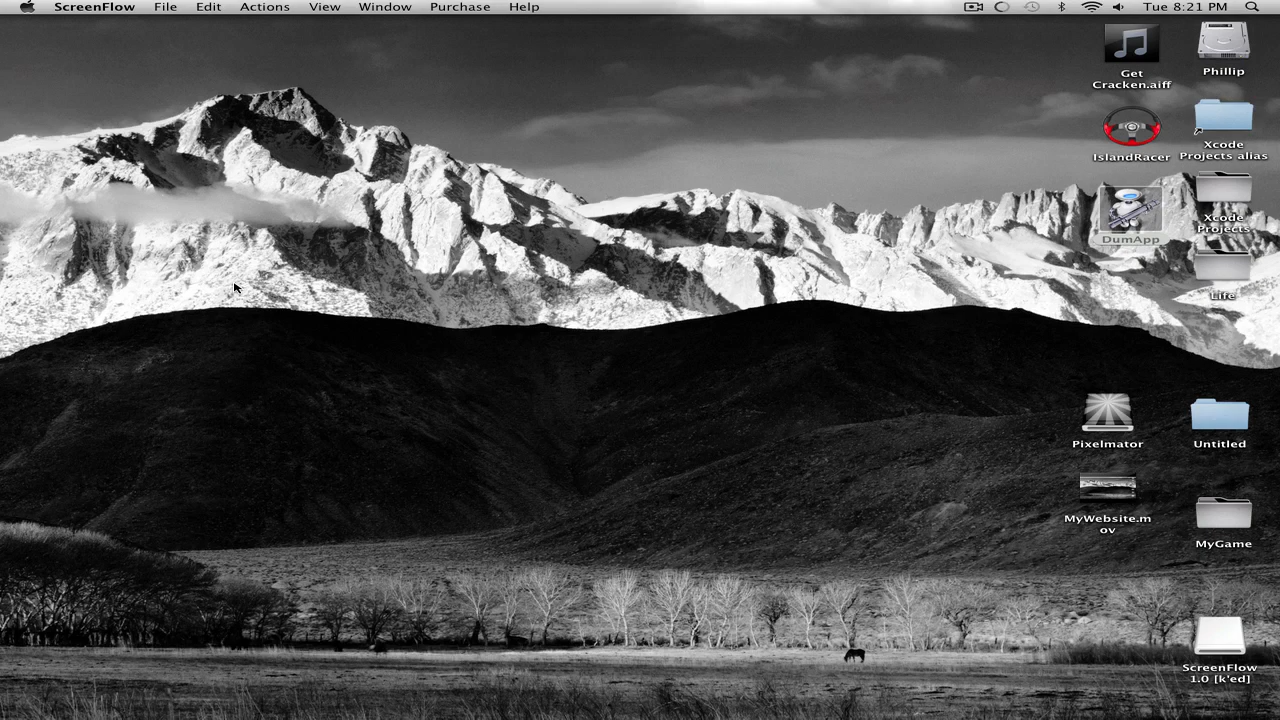 ScreenFlow File Edit Actions View Window Purchase Help Tue 8:21 PM
Get
Cracken.aiff
Phillip
IslandRacer
Xcode
Projects alias
DumApp
Xcode
Projects
Life
Pixelmator
Untitled
MyWebsite.m
ov
MyGame
ScreenFlow
1.0 [k'ed]